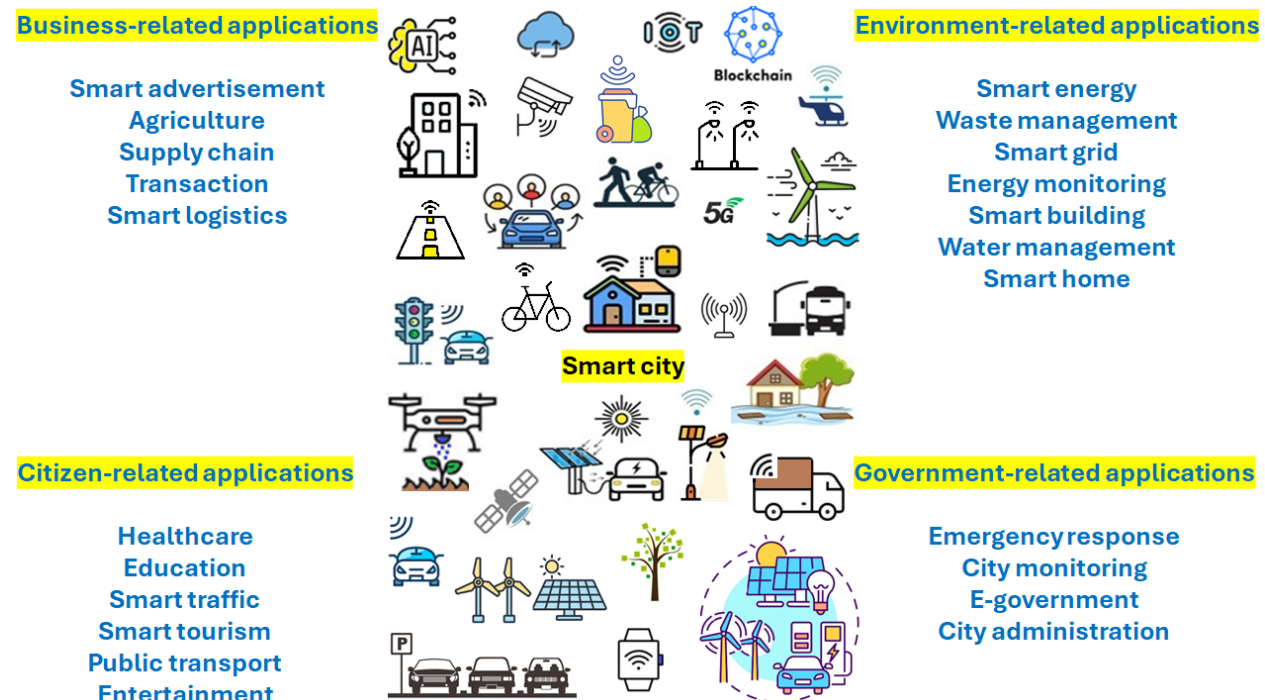 Business-related applications
Smart advertisement
Agriculture
Supply chain
Transaction
Smart logistics
AI
IOT
Blockchain
5G
Smart city
P
Environment-related applications
Smart energy
Waste management
Smart grid
Energy monitoring
Smart building
Water management
Smart home
Citizen-related applications
Healthcare
Education
Smart traffic
Smart tourism
Public transport
Entertainment
Government-related applications
Emergency response
City monitoring
E-government
City administration